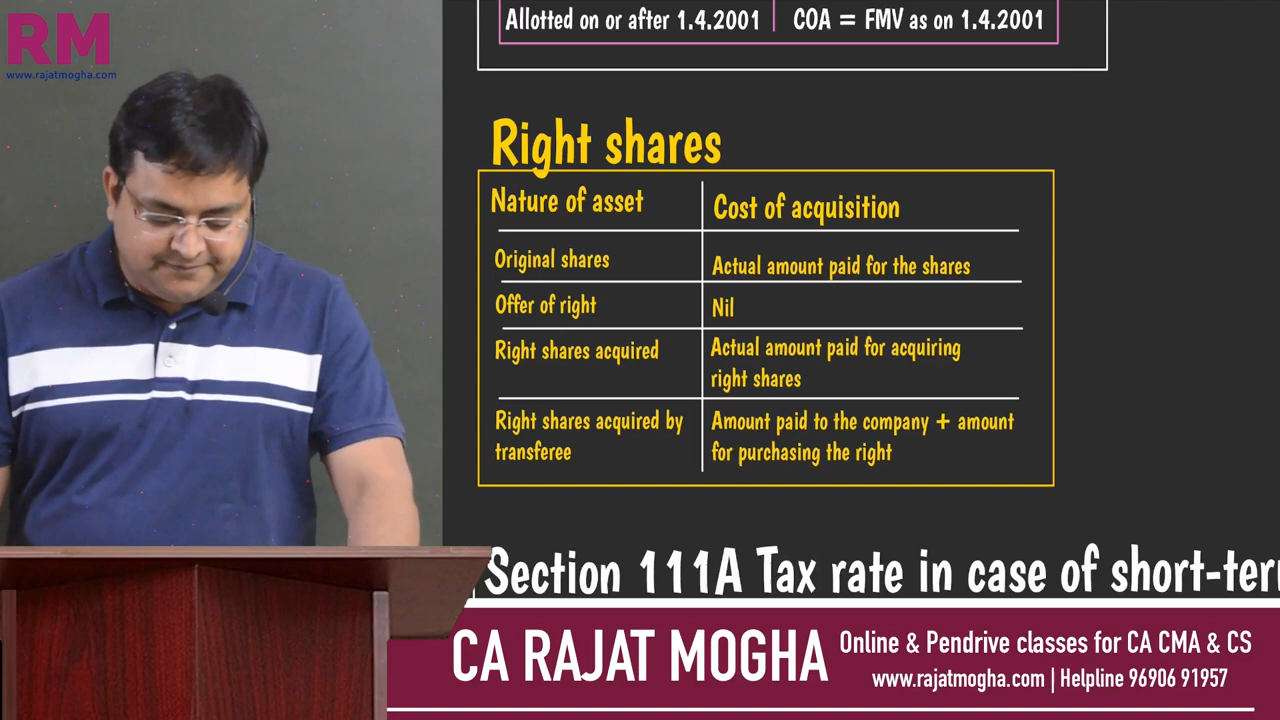 RM
www.rajatmogha.com
Allotted on or after 1.4.2001 COA = FMV as on 1.4.2001
Right shares
Nature of asset Cost of acquisition
Original shares Actual amount paid for the shares
Offer of right Nil
Right shares acquired Actual amount paid for acquiring
right shares
Right shares acquired by Amount paid to the company + amount
transferee for purchasing the right
Section 111A Tax rate in case of short-ter
CA RAJAT MOGHA
Online & Pendrive classes for CA CMA & CS
www.rajatmogha.com | Helpline 96906 91957